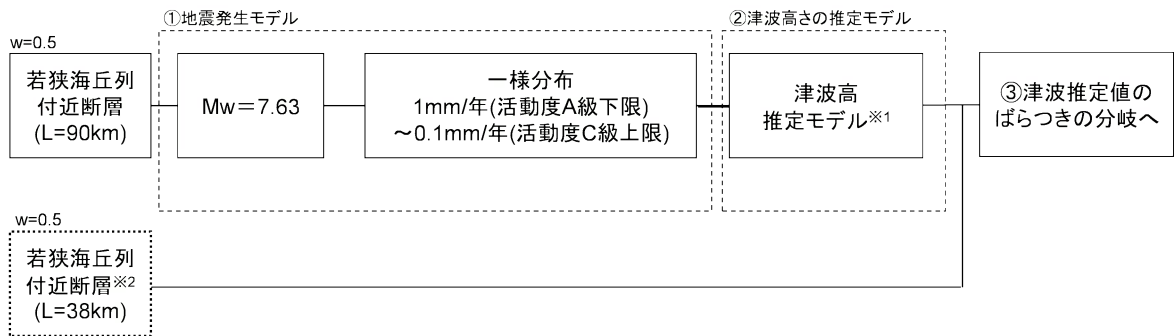 ①地震発生モデル
②津波高さの推定モデル
w=0.5
若狭海丘列
付近断層
(L=90km)
Mw=7.63
一様分布
1mm/年(活動度A級下限)
~0.1mm/年(活動度C級上限)
津波高
推定モデル※1
③津波推定値の
ばらつきの分岐へ
w=0.5
若狭海丘列
付近断層※2
(L=38km)